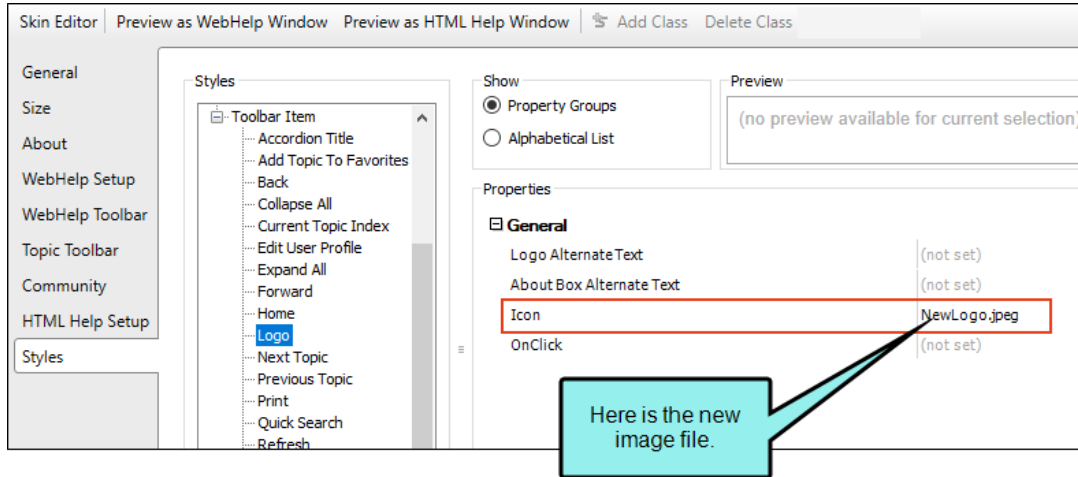 Skin Editor Preview as WebHelp Window Preview as HTML Help Window Add Class Delete Class
General
Size
About
WebHelp Setup
WebHelp Toolbar
Topic Toolbar
Community
HTML Help Setup
Styles
Styles
Toolbar Item
Accordion Title
Add Topic To Favorites
Back
Collapse All
Current Topic Index
Edit User Profile
Expand All
Forward
Home
Logo
Next Topic
Previous Topic
Print
Quick Search
Refresh
Show
Property Groups
Alphabetical List
Preview
(no preview available for current selection)
Properties
General
Logo Alternate Text (not set)
About Box Alternate Text (not set)
Icon NewLogo.jpeg
OnClick (not set)
Here is the new
image file.